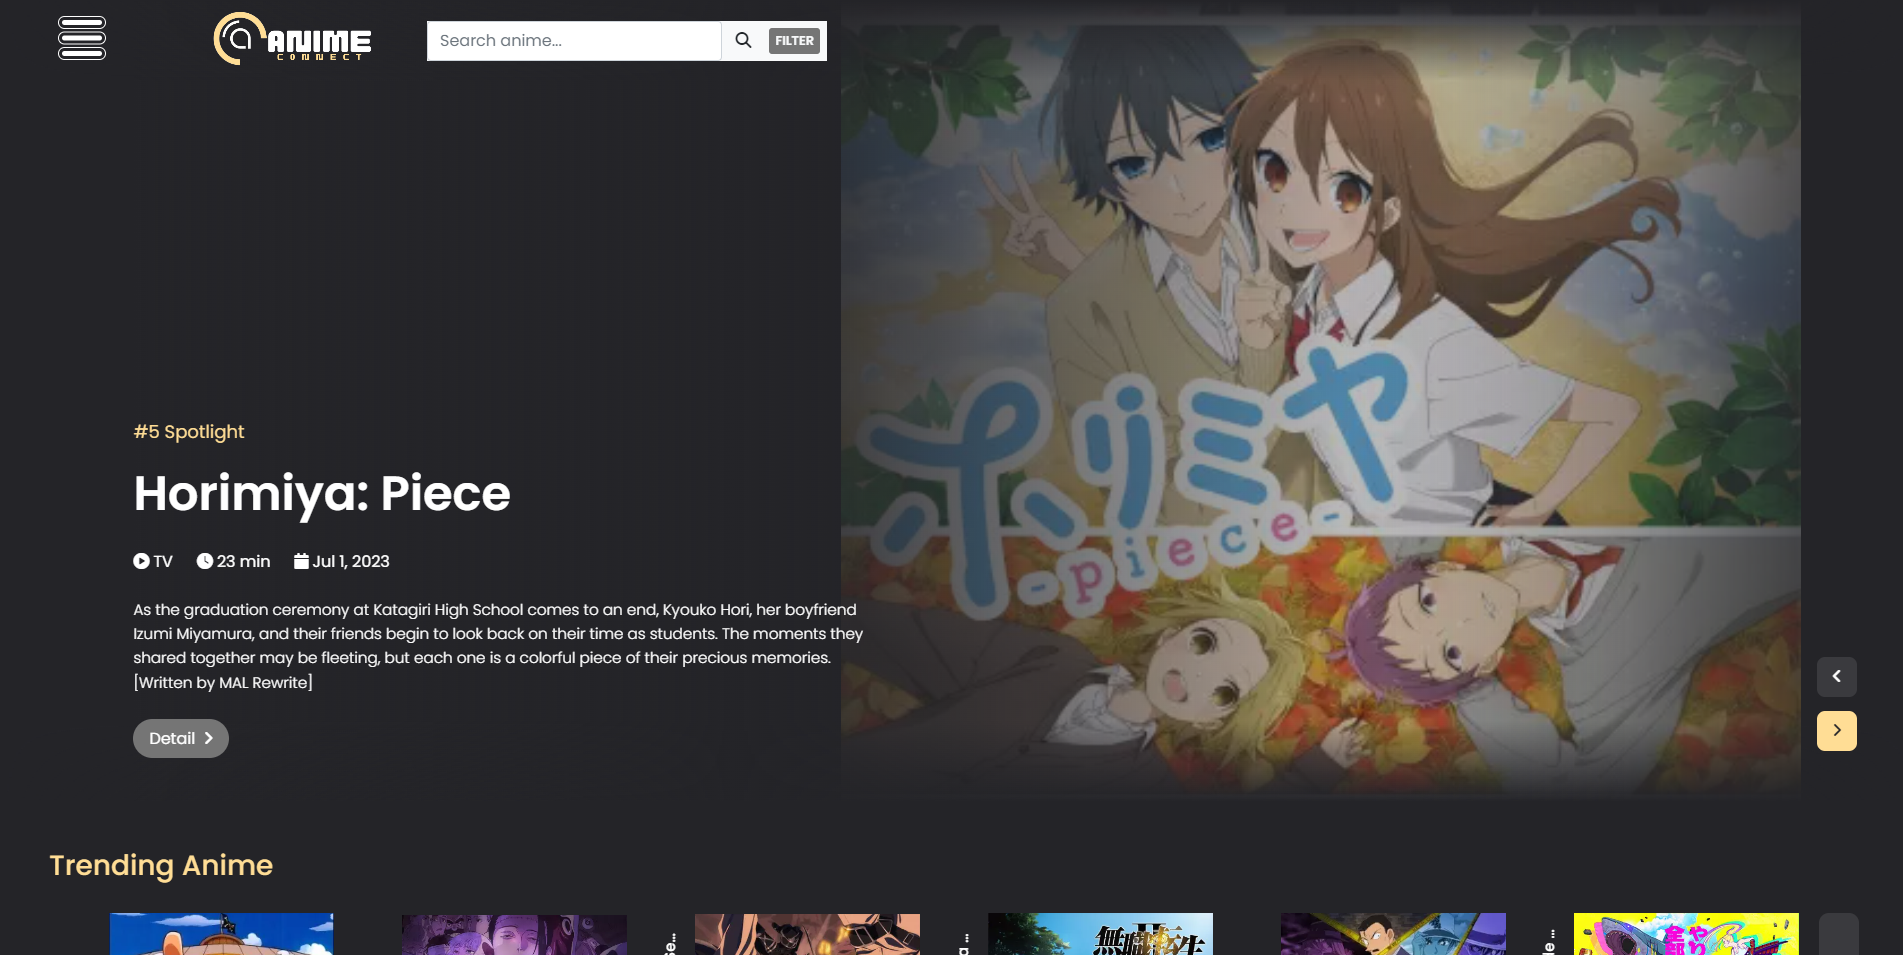 ANIME
CONNECT
Search anime...
FILTER
ホリミヤ
-piece-
#5 Spotlight
Horimiya: Piece
TV 23 min Jul 1, 2023
As the graduation ceremony at Katagiri High School comes to an end, Kyouko Hori, her boyfriend
Izumi Miyamura, and their friends begin to look back on their time as students. The moments they
shared together may be fleeting, but each one is a colorful piece of their precious memories.
[Written by MAL Rewrite]
Detail
Trending Anime